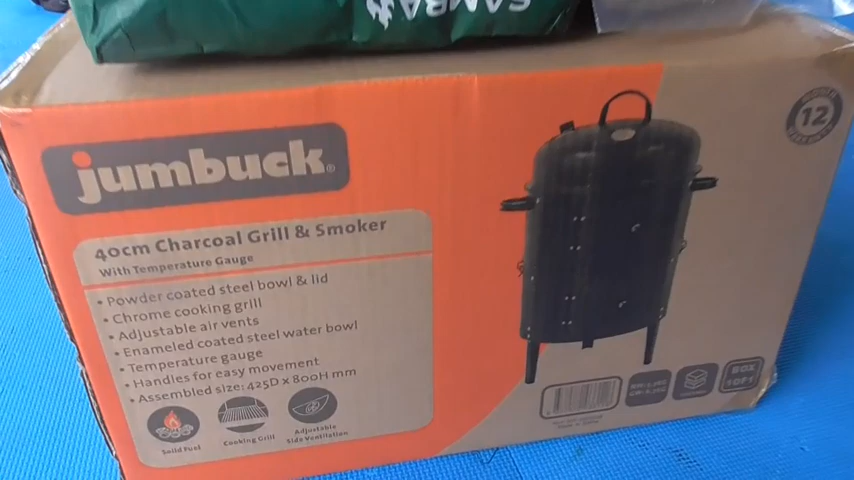 SAMBA
jumbuck®
40cm Charcoal Grill & Smoker
With Temperature Gauge
• Powder coated steel bowl & lid
• Chrome cooking grill
• Adjustable air vents
• Enameled coated steel water bowl
• Temperature gauge
• Handles for easy movement
• Assembled size: 425D x 800H mm
Solid Fuel
Cooking Grill
Adjustable
Side Ventilation
12
BOX
1 OF 1